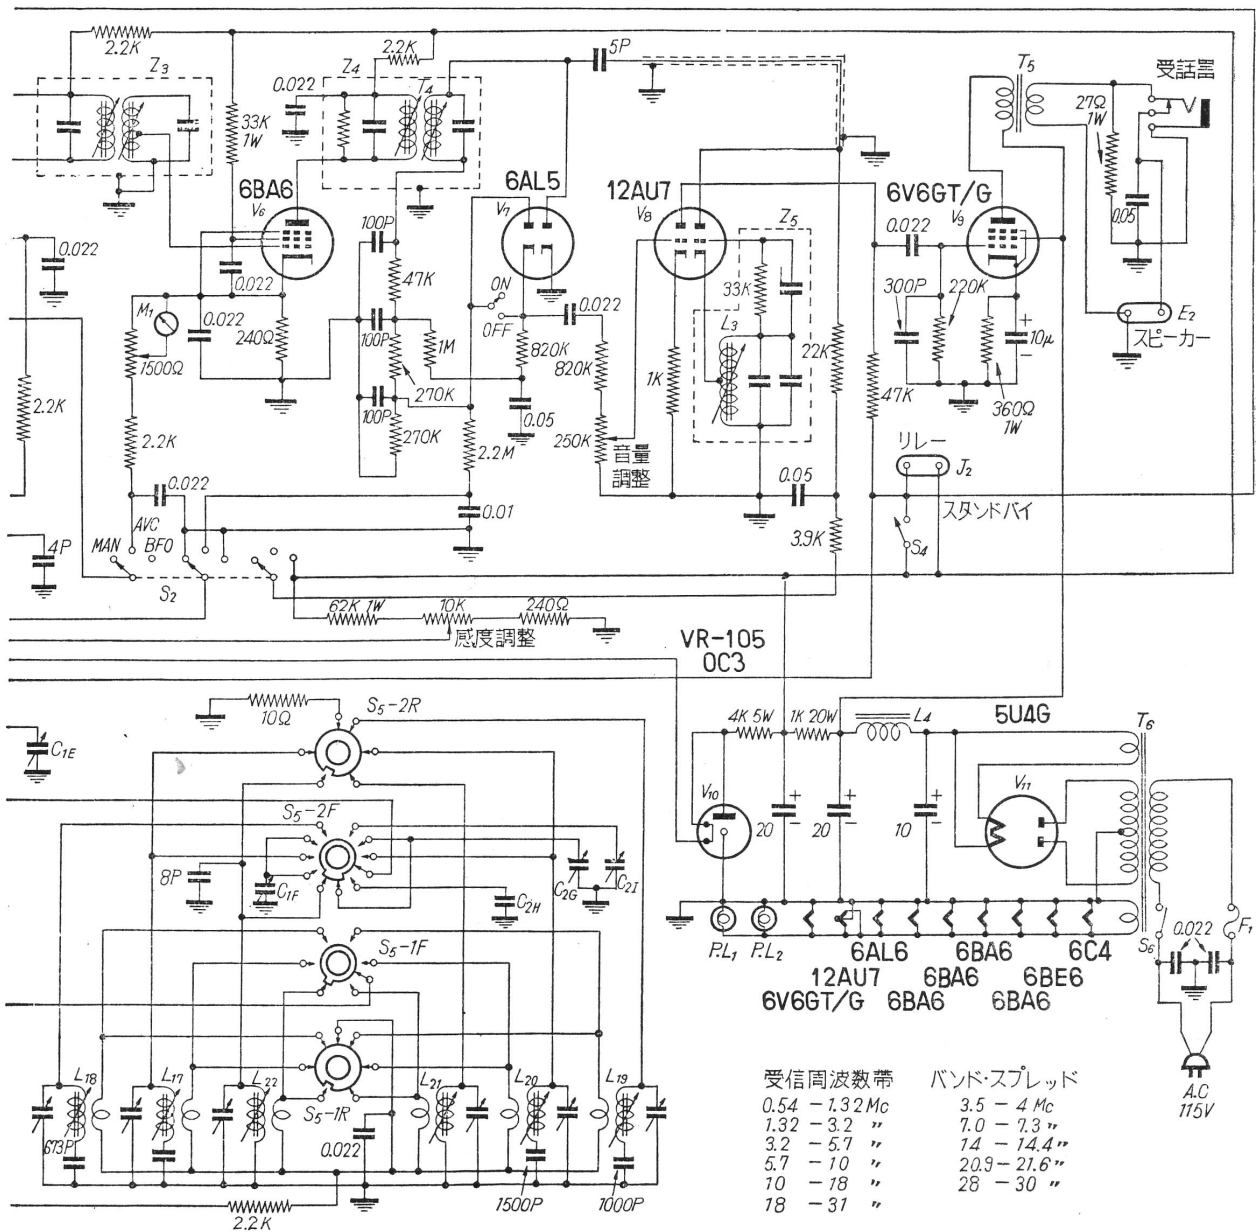 2.2K
Z3
33K
1W
0.022
Z4
2.2K
T4
5P
T5
27Ω
1W
受話器
6BA6
V6
6AL5
V7
12AU7
V8
6V6GT/G
V9
Z5
0.05
0.022
0.022
100P
47K
ON
OFF
0.022
33K
L3
0.022
300P
220K
10μ
E2
スピーカー
M1
1500Ω
0.022
240Ω
100P
1M
820K
820K
22K
1K
2.2K
2.2K
270K
100P
270K
2.2M
0.05
250K
音量
調整
47K
360Ω
1W
リレー
J2
スタンドバイ
0.022
0.01
0.05
3.9K
S4
4P
MAN
AVC
BFO
S2
62K 1W
10K
240Ω
感度調整
VR-105
OC3
10Ω
S5-2R
4K 5W
1K 20W
L4
5U4G
T6
C1E
V10
V11
20
20
10
S5-2F
8P
C1F
C2G
C2I
C2H
S5-1F
P.L1
P.L2
6AL6
6BA6
6C4
S6
0.022
F1
12AU7
6BA6
6BE6
6V6GT/G
6BA6
6BA6
A.C
115V
L18
L17
L22
S5-1R
L21
L20
L19
673P
0.022
1500P
1000P
2.2K
受信周波数帯 バンド・スプレッド
0.54 －1.32Mc 3.5 － 4 Mc
1.32 －3.2 〃 7.0 － 7.3 〃
3.2 － 5.7 〃 14 － 14.4 〃
5.7 － 10 〃 20.9 － 21.6 〃
10 － 18 〃 28 － 30 〃
18 － 31 〃